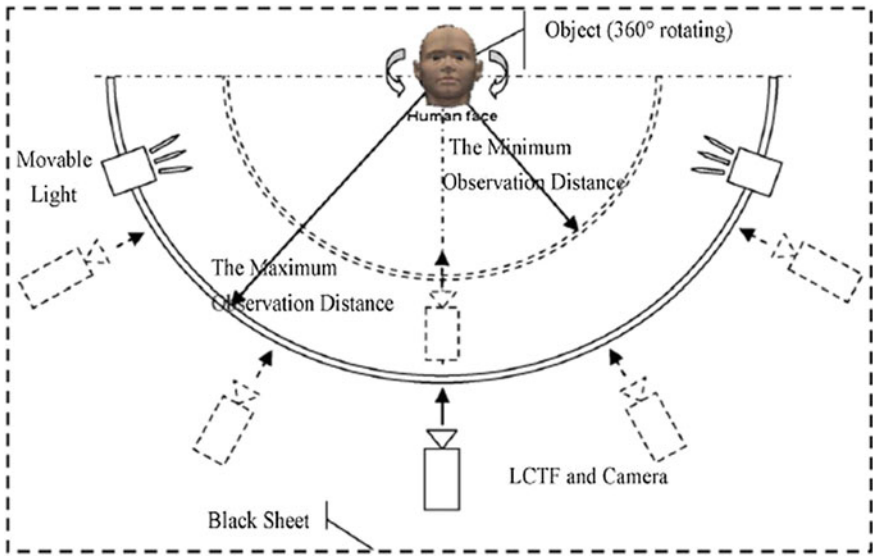 Object (360° rotating)
Human face
The Minimum
Observation Distance
Movable
Light
The Maximum
Observation Distance
LCTF and Camera
Black Sheet